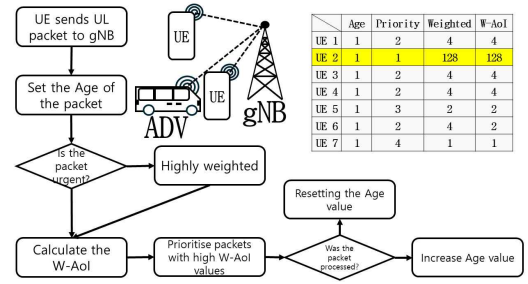 UE sends UL
packet to gNB
Set the Age of
the packet
Is the
packet
urgent?
Highly weighted
Calculate the
W-AoI
Prioritise packets
with high W-AoI
values
Was the
packet
processed?
Resetting the Age
value
Increase Age value
UE
UE
ADV
gNB
Age Priority Weighted W-AoI
UE 1 1 2 4 4
UE 2 1 1 128 128
UE 3 1 2 4 4
UE 4 1 2 4 4
UE 5 1 3 2 2
UE 6 1 2 4 2
UE 7 1 4 1 1